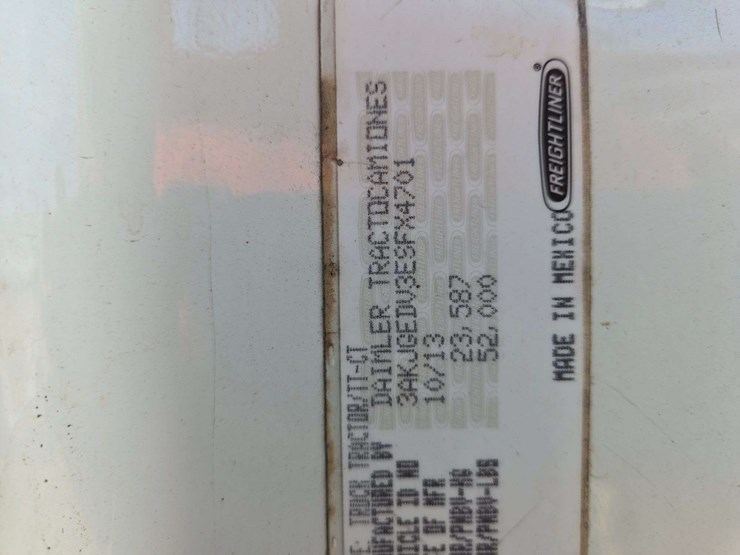 E: TRUCK TRACTOR/TT-CT
UFACTURED BY DAIMLER TRACTOCAMIONES
ICLE ID NO 3AKJGEDV3ESFX4701
E OF MFR 10/13
R/PNBV-KG 23,587
R/PNBV-LBS 52,000
MADE IN MEXICO FREIGHTLINER ®